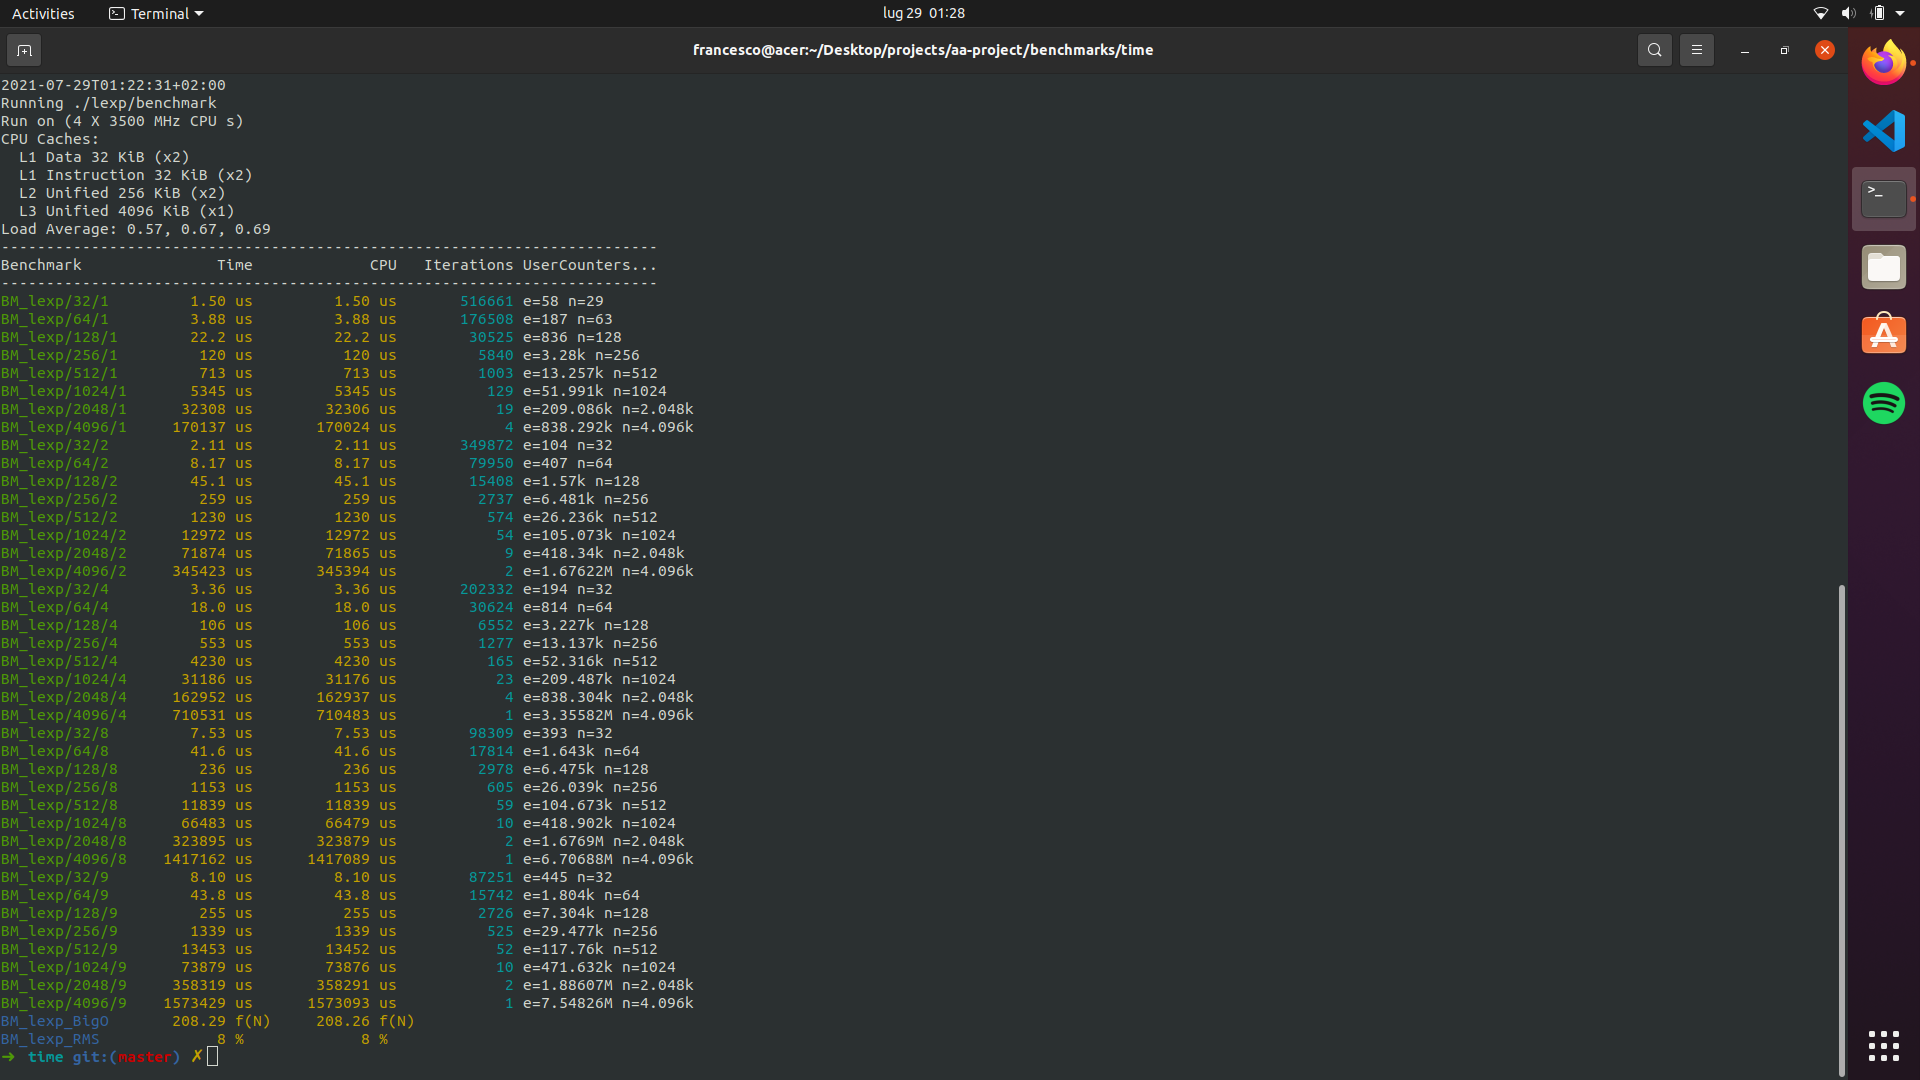 Activities Terminal lug 29 01:28
francesco@acer:~/Desktop/projects/aa-project/benchmarks/time
2021-07-29T01:22:31+02:00
Running ./lexp/benchmark
Run on (4 X 3500 MHz CPU s)
CPU Caches:
  L1 Data 32 KiB (x2)
  L1 Instruction 32 KiB (x2)
  L2 Unified 256 KiB (x2)
  L3 Unified 4096 KiB (x1)
Load Average: 0.57, 0.67, 0.69
-------------------------------------------------------------------------
Benchmark               Time             CPU   Iterations UserCounters...
-------------------------------------------------------------------------
BM_lexp/32/1         1.50 us         1.50 us       516661 e=58 n=29
BM_lexp/64/1         3.88 us         3.88 us       176508 e=187 n=63
BM_lexp/128/1        22.2 us         22.2 us        30525 e=836 n=128
BM_lexp/256/1         120 us          120 us         5840 e=3.28k n=256
BM_lexp/512/1         713 us          713 us         1003 e=13.257k n=512
BM_lexp/1024/1       5345 us         5345 us          129 e=51.991k n=1024
BM_lexp/2048/1      32308 us        32306 us           19 e=209.086k n=2.048k
BM_lexp/4096/1     170137 us       170024 us            4 e=838.292k n=4.096k
BM_lexp/32/2         2.11 us         2.11 us       349872 e=104 n=32
BM_lexp/64/2         8.17 us         8.17 us        79950 e=407 n=64
BM_lexp/128/2        45.1 us         45.1 us        15408 e=1.57k n=128
BM_lexp/256/2         259 us          259 us         2737 e=6.481k n=256
BM_lexp/512/2        1230 us         1230 us          574 e=26.236k n=512
BM_lexp/1024/2      12972 us        12972 us           54 e=105.073k n=1024
BM_lexp/2048/2      71874 us        71865 us            9 e=418.34k n=2.048k
BM_lexp/4096/2     345423 us       345394 us            2 e=1.67622M n=4.096k
BM_lexp/32/4         3.36 us         3.36 us       202332 e=194 n=32
BM_lexp/64/4         18.0 us         18.0 us        30624 e=814 n=64
BM_lexp/128/4         106 us          106 us         6552 e=3.227k n=128
BM_lexp/256/4         553 us          553 us         1277 e=13.137k n=256
BM_lexp/512/4        4230 us         4230 us          165 e=52.316k n=512
BM_lexp/1024/4      31186 us        31176 us           23 e=209.487k n=1024
BM_lexp/2048/4     162952 us       162937 us            4 e=838.304k n=2.048k
BM_lexp/4096/4     710531 us       710483 us            1 e=3.35582M n=4.096k
BM_lexp/32/8         7.53 us         7.53 us        98309 e=393 n=32
BM_lexp/64/8         41.6 us         41.6 us        17814 e=1.643k n=64
BM_lexp/128/8         236 us          236 us         2978 e=6.475k n=128
BM_lexp/256/8        1153 us         1153 us          605 e=26.039k n=256
BM_lexp/512/8       11839 us        11839 us           59 e=104.673k n=512
BM_lexp/1024/8      66483 us        66479 us           10 e=418.902k n=1024
BM_lexp/2048/8     323895 us       323879 us            2 e=1.6769M n=2.048k
BM_lexp/4096/8    1417162 us      1417089 us            1 e=6.70688M n=4.096k
BM_lexp/32/9         8.10 us         8.10 us        87251 e=445 n=32
BM_lexp/64/9         43.8 us         43.8 us        15742 e=1.804k n=64
BM_lexp/128/9         255 us          255 us         2726 e=7.304k n=128
BM_lexp/256/9        1339 us         1339 us          525 e=29.477k n=256
BM_lexp/512/9       13453 us        13452 us           52 e=117.76k n=512
BM_lexp/1024/9      73879 us        73876 us           10 e=471.632k n=1024
BM_lexp/2048/9     358319 us       358291 us            2 e=1.88607M n=2.048k
BM_lexp/4096/9    1573429 us      1573093 us            1 e=7.54826M n=4.096k
BM_lexp_BigO       208.29 f(N)     208.26 f(N)
BM_lexp_RMS             8 %             8 %
➜  time git:(master) ✗